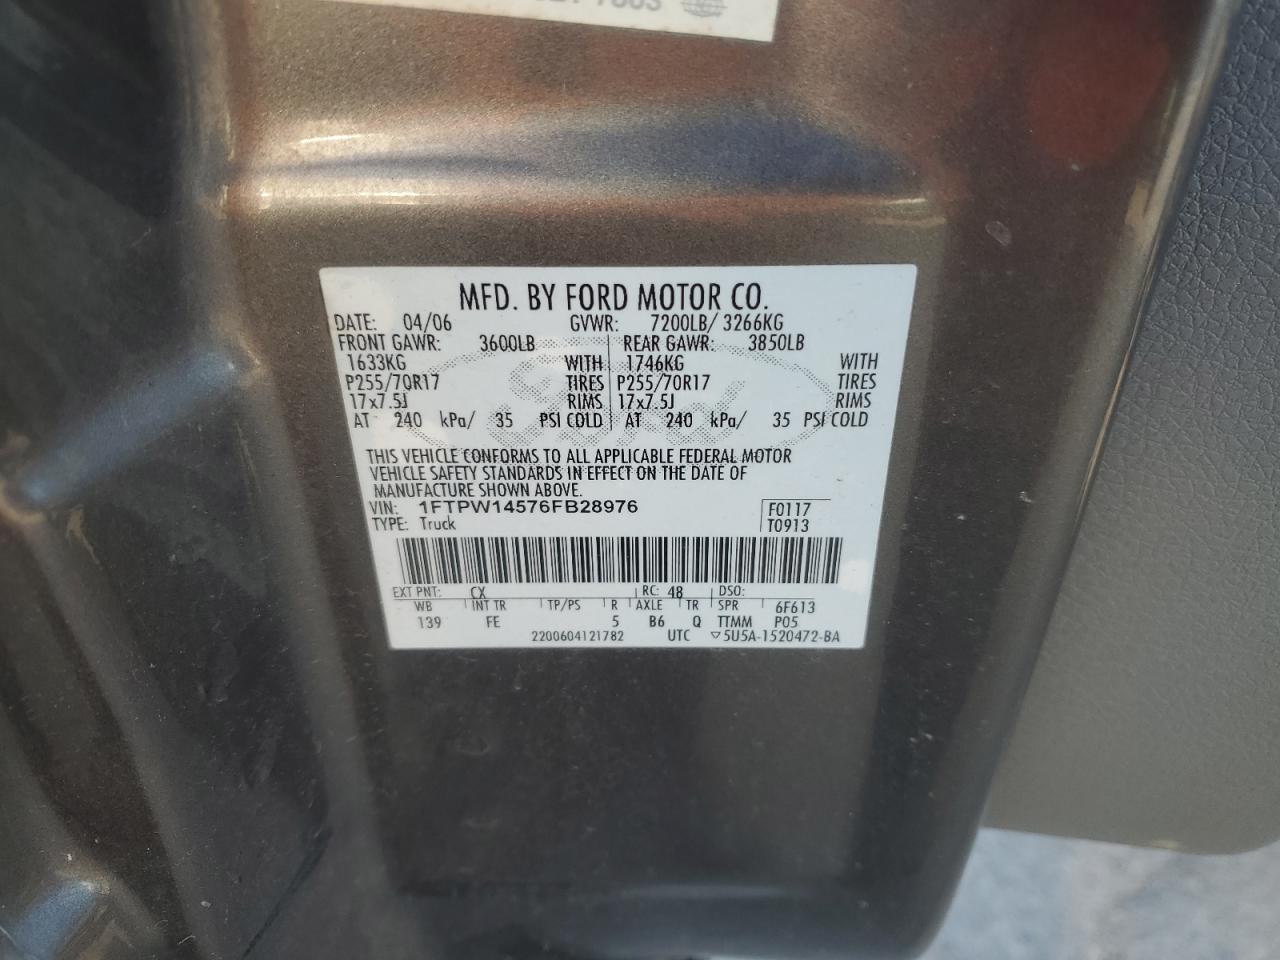 MFD. BY FORD MOTOR CO.
DATE: 04/06 GVWR: 7200LB/ 3266KG
FRONT GAWR: 3600LB REAR GAWR: 3850LB
1633KG WITH 1746KG WITH
P255/70R17 TIRES P255/70R17 TIRES
17x7.5J RIMS 17x7.5J RIMS
AT 240 kPa/ 35 PSI COLD AT 240 kPa/ 35 PSI COLD
THIS VEHICLE CONFORMS TO ALL APPLICABLE FEDERAL MOTOR
VEHICLE SAFETY STANDARDS IN EFFECT ON THE DATE OF
MANUFACTURE SHOWN ABOVE.
VIN: 1FTPW14576FB28976 F0117
TYPE: Truck T0913
EXT PNT: CX RC: 48 DSO:
WB INT TR TP/PS R AXLE TR SPR 6F613
139 FE 5 B6 Q TTMM P05
2200604121782 UTC ▽5U5A-1520472-BA